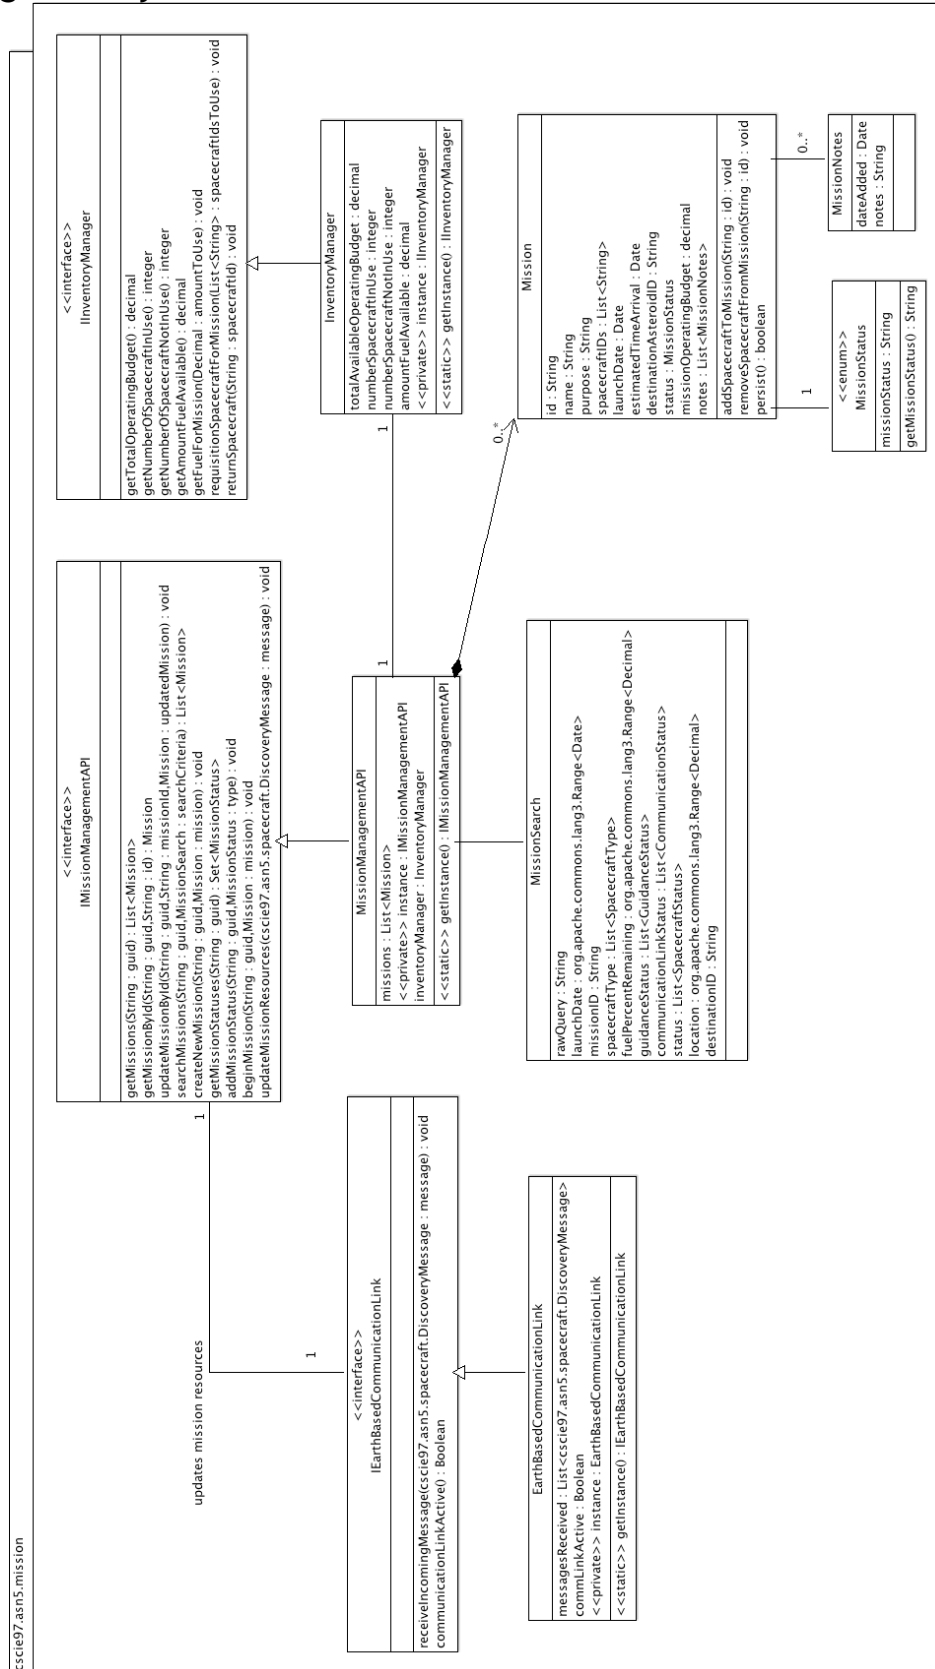 cscie97.asn5.mission
<<interface>>
IMissionManagementAPI
getMissions(String : guid) : List<Mission>
getMissionById(String : guid,String : id) : Mission
updateMissionById(String : guid,String : missionId,Mission : updatedMission) : void
searchMissions(String : guid,MissionSearch : searchCriteria) : List<Mission>
createNewMission(String : guid,Mission : mission) : void
getMissionStatuses(String : guid) : Set<MissionStatus>
addMissionStatus(String : guid,MissionStatus : type) : void
beginMission(String : guid,Mission : mission) : void
updateMissionResources(cscie97.asn5.spacecraft.DiscoveryMessage : message) : void
<<interface>>
IInventoryManager
getTotalOperatingBudget() : decimal
getNumberOfSpacecraftInUse() : integer
getNumberOfSpacecraftNotInUse() : integer
getAmountFuelAvailable() : decimal
getFuelForMission(Decimal : amountToUse) : void
requisitionSpacecraftForMission(List<String> : spacecraftIdsToUse) : void
returnSpacecraft(String : spacecraftId) : void
updates mission resources
1
1
<<interface>>
IEarthBasedCommunicationLink
receiveIncomingMessage(cscie97.asn5.spacecraft.DiscoveryMessage : message) : void
communicationLinkActive() : Boolean
MissionManagementAPI
missions : List<Mission>
<<private>> instance : IMissionManagementAPI
inventoryManager : InventoryManager
<<static>> getInstance() : IMissionManagementAPI
1
1
InventoryManager
totalAvailableOperatingBudget : decimal
numberSpacecraftInUse : integer
numberSpacecraftNotInUse : integer
amountFuelAvailable : decimal
<<private>> instance : IInventoryManager
<<static>> getInstance() : IInventoryManager
0..*
EarthBasedCommunicationLink
messagesReceived : List<cscie97.asn5.spacecraft.DiscoveryMessage>
commLinkActive : Boolean
<<private>> instance : EarthBasedCommunicationLink
<<static>> getInstance() : IEarthBasedCommunicationLink
MissionSearch
rawQuery : String
launchDate : org.apache.commons.lang3.Range<Date>
missionID : String
spacecraftType : List<SpacecraftType>
fuelPercentRemaining : org.apache.commons.lang3.Range<Decimal>
guidanceStatus : List<GuidanceStatus>
communicationLinkStatus : List<CommunicationStatus>
status : List<SpacecraftStatus>
location : org.apache.commons.lang3.Range<Decimal>
destinationID : String
Mission
id : String
name : String
purpose : String
spacecraftIDs : List<String>
launchDate : Date
estimatedTimeArrival : Date
destinationAsteroidID : String
status : MissionStatus
missionOperatingBudget : decimal
notes : List<MissionNotes>
addSpacecraftToMission(String : id) : void
removeSpacecraftFromMission(String : id) : void
persist() : boolean
1
0..*
<<enum>>
MissionStatus
missionStatus : String
getMissionStatus() : String
MissionNotes
dateAdded : Date
notes : String